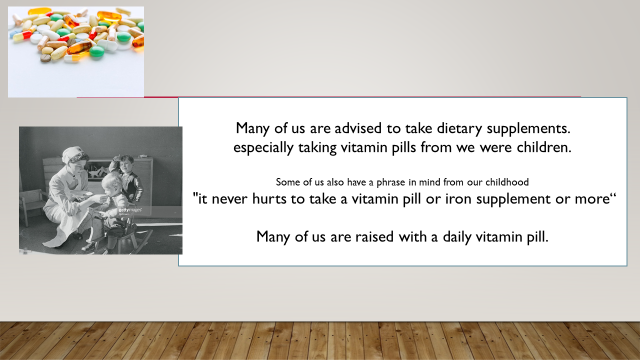 Many of us are advised to take dietary supplements.
especially taking vitamin pills from we were children.
Some of us also have a phrase in mind from our childhood
"it never hurts to take a vitamin pill or iron supplement or more“
Many of us are raised with a daily vitamin pill.